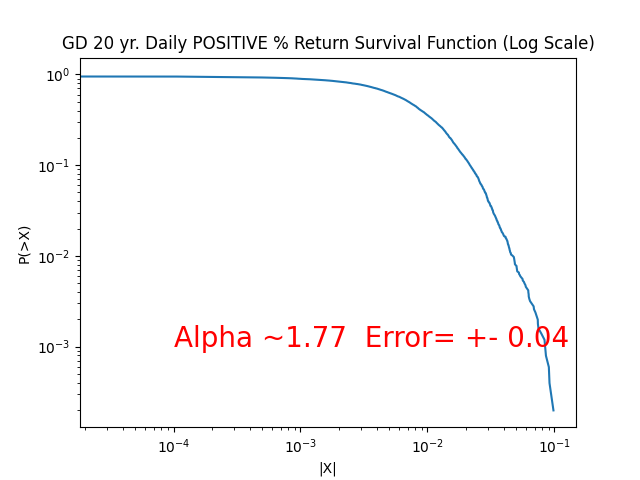 GD 20 yr. Daily POSITIVE % Return Survival Function (Log Scale)
10⁰
10⁻¹
10⁻²
10⁻³
P(>X)
Alpha ~1.77  Error= +- 0.04
10⁻⁴
10⁻³
10⁻²
10⁻¹
|X|